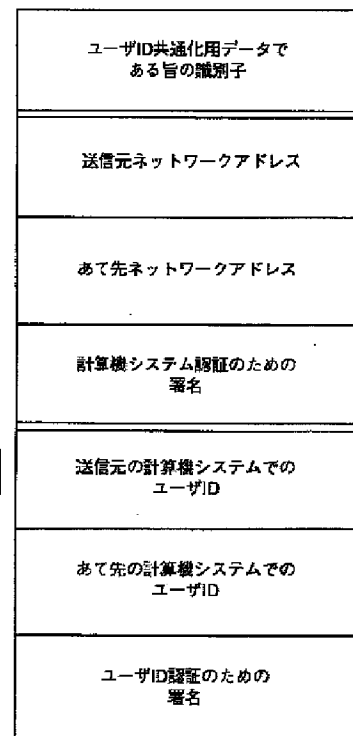 ユーザID共通化用データで
ある旨の識別子
送信元ネットワークアドレス
あて先ネットワークアドレス
計算機システム認証のための
署名
送信元の計算機システムでの
ユーザID
あて先の計算機システムでの
ユーザID
ユーザID認証のための
署名